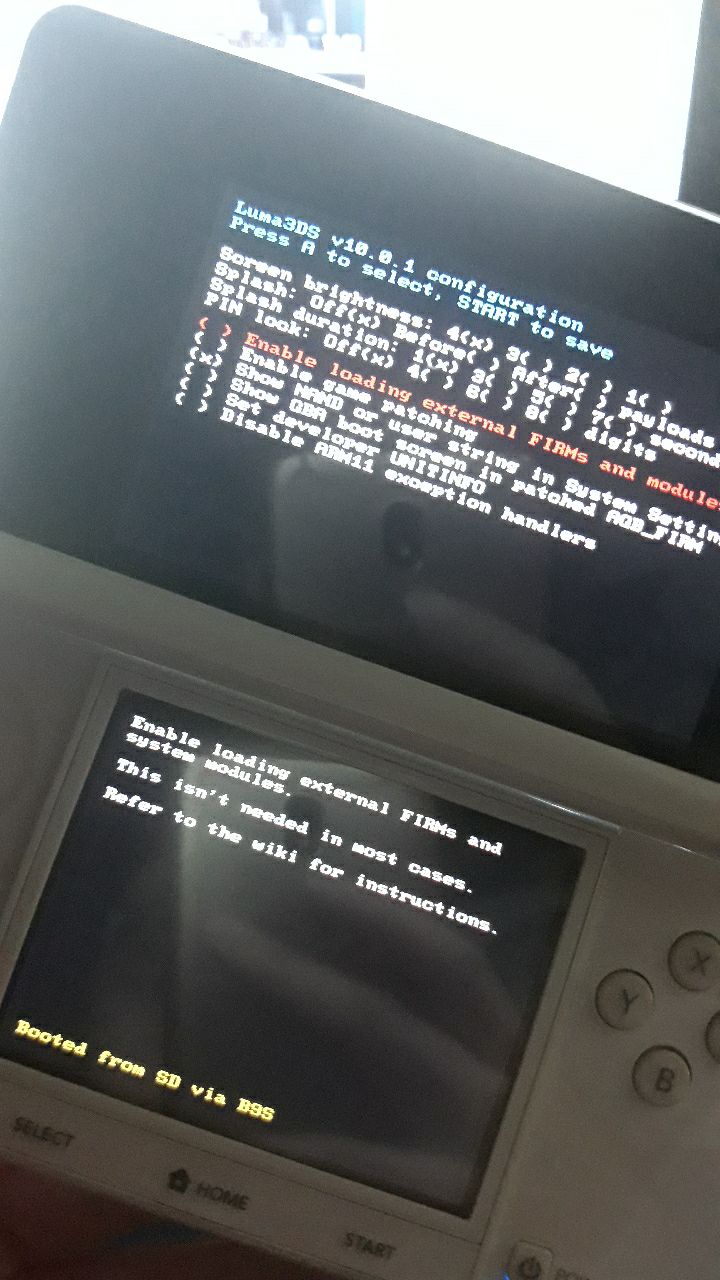 Luma3DS v10.0.1 configuration
Press A to select, START to save
Screen brightness: 4(x) 3( ) 2( ) 1( )
Splash: Off(x) Before( ) After( ) payloads
Splash duration: 1(x) 3( ) 5( ) 7( ) second
PIN lock: Off(x) 4( ) 6( ) 8( ) digits
( ) Enable loading external FIRMs and module
( ) Enable game patching
(x) Show NAND or user string in System Settin
( ) Show GBA boot screen in patched AGB_FIRM
( ) Set developer UNITINFO
( ) Disable ARM11 exception handlers
Enable loading external FIRMs and
system modules.
This isn't needed in most cases.
Refer to the wiki for instructions.
Booted from SD via B9S
X
Y
B
SELECT
HOME
START